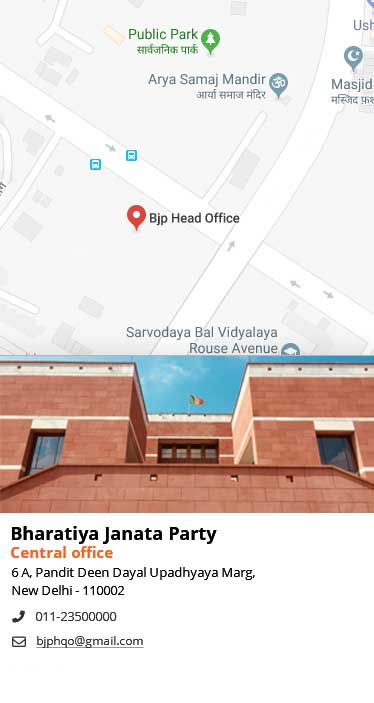 Ush
Public Park
सार्वजनिक पार्क
Arya Samaj Mandir
आर्या समाज मंदिर
Masjid
मस्जिद फ़
Bjp Head Office
Sarvodaya Bal Vidyalaya
Rouse Avenue
Bharatiya Janata Party
Central office
6 A, Pandit Deen Dayal Upadhyaya Marg,
New Delhi - 110002
011-23500000
bjphqo@gmail.com